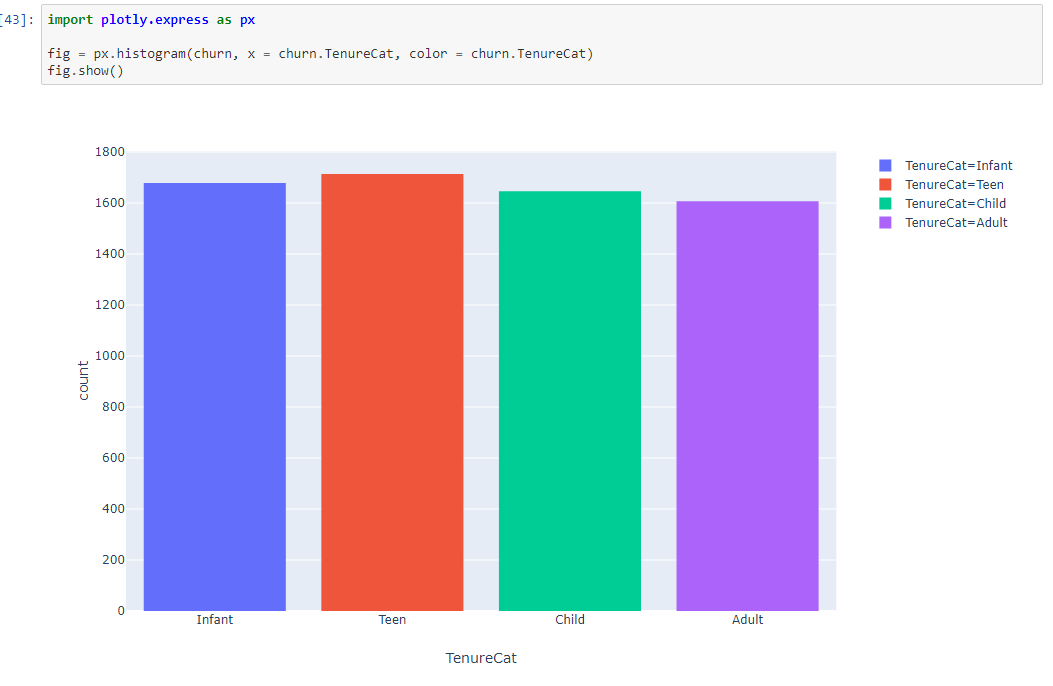 [43]:
import plotly.express as px
fig = px.histogram(churn, x = churn.TenureCat, color = churn.TenureCat)
fig.show()
1800
1600
1400
1200
1000
800
600
400
200
0
count
Infant Teen Child Adult
TenureCat
TenureCat=Infant
TenureCat=Teen
TenureCat=Child
TenureCat=Adult